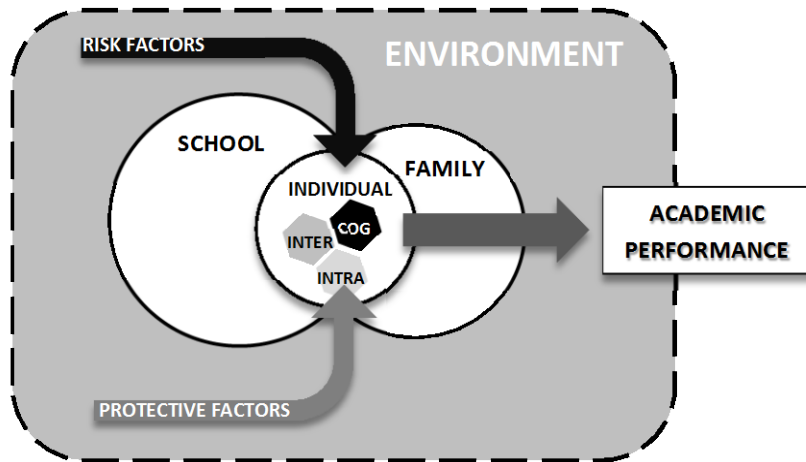 RISK FACTORS
ENVIRONMENT
SCHOOL
FAMILY
INDIVIDUAL
COG
INTER
INTRA
ACADEMIC
PERFORMANCE
PROTECTIVE FACTORS